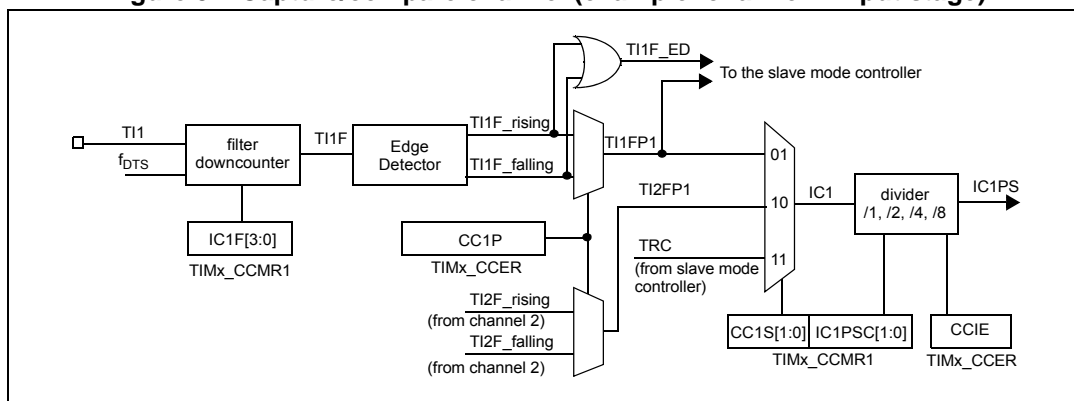 TI1F_ED
To the slave mode controller
TI1
filter
downcounter
TI1F
Edge
Detector
TI1F_rising
TI1F_falling
TI1FP1
f DTS
01
TI2FP1
10
IC1
divider
/1, /2, /4, /8
IC1PS
IC1F[3:0]
TIMx_CCMR1
CC1P
TIMx_CCER
TRC
11
(from slave mode
controller)
TI2F_rising
(from channel 2)
TI2F_falling
(from channel 2)
CC1S[1:0]
IC1PSC[1:0]
TIMx_CCMR1
CCIE
TIMx_CCER